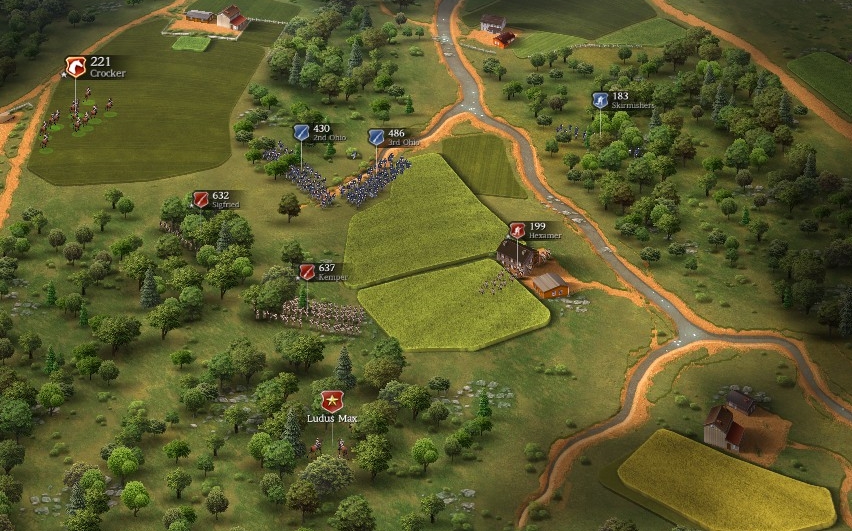 221
Crocker
183
Skirmishers
430
2nd Ohio
486
3rd Ohio
632
Sigfried
199
Hexamer
637
Kemper
Ludus Max